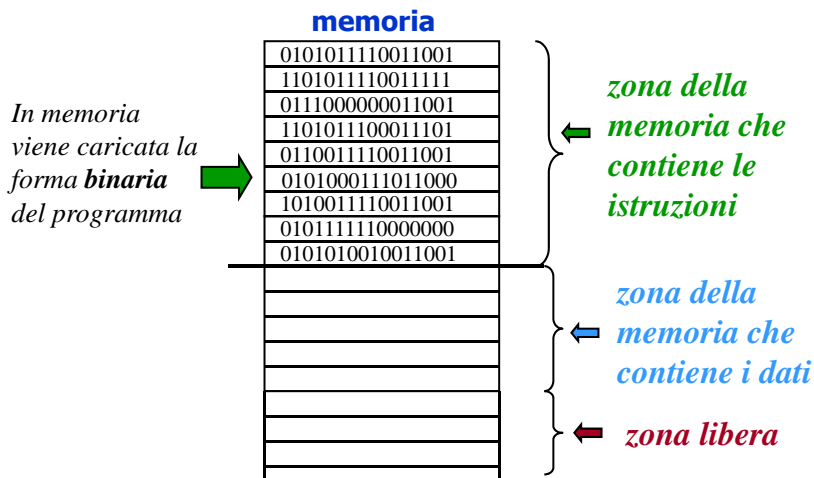 memoria
0101011110011001
1101011110011111
0111000000011001
1101011100011101
0110011110011001
0101000111011000
1010011110011001
0101111110000000
0101010010011001
In memoria
viene caricata la
forma binaria
del programma
zona della
memoria che
contiene le
istruzioni
zona della
memoria che
contiene i dati
zona libera